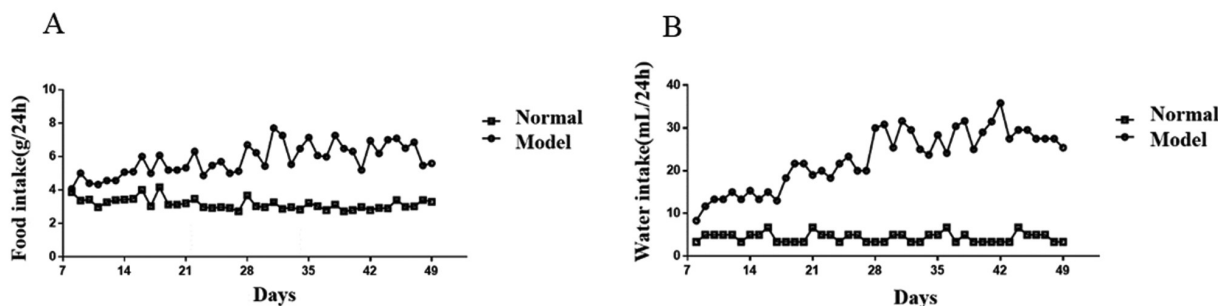 A
Food intake(g/24h)
10
8
6
4
2
0
7 14 21 28 35 42 49
Days
Normal
Model
B
Water intake(mL/24h)
40
30
20
10
0
7 14 21 28 35 42 49
Days
Normal
Model